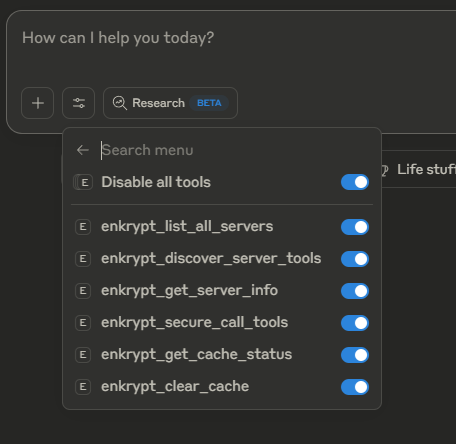 How can I help you today?
Research BETA
Search menu
Life stuff
E Disable all tools
E enkrypt_list_all_servers
E enkrypt_discover_server_tools
E enkrypt_get_server_info
E enkrypt_secure_call_tools
E enkrypt_get_cache_status
E enkrypt_clear_cache